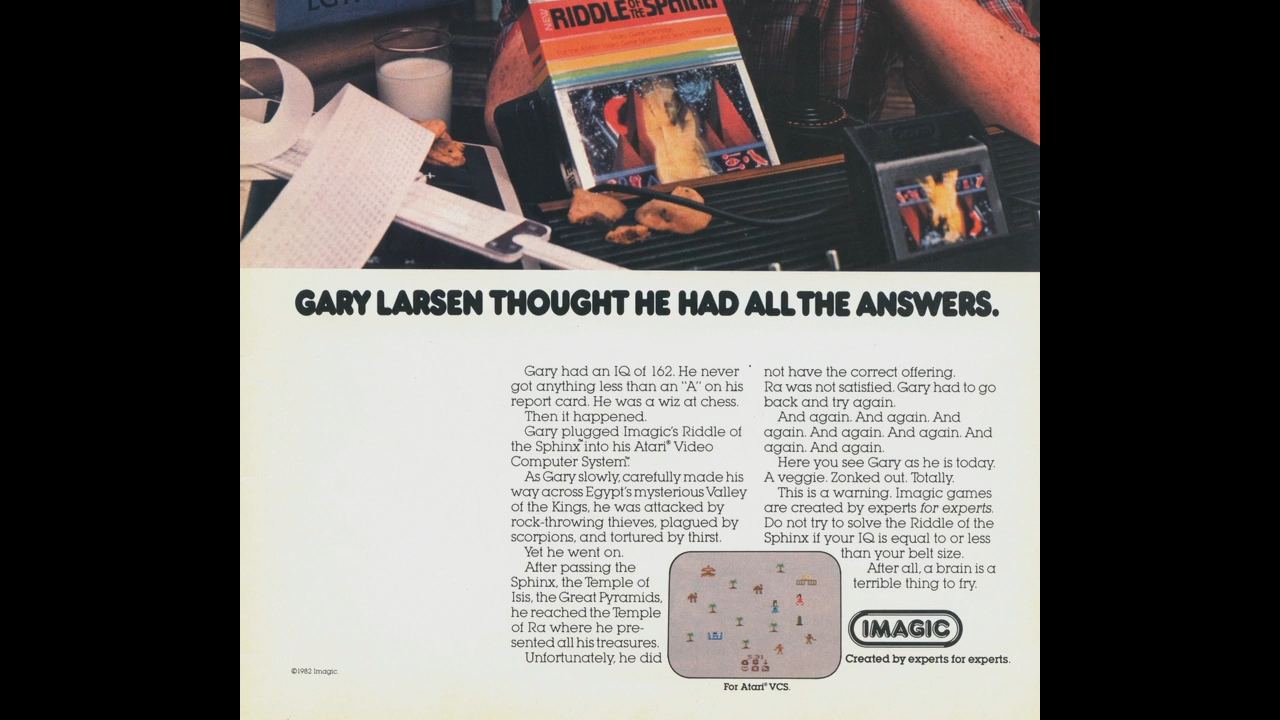 NEW RIDDLE OF THE SPHINX
GARY LARSEN THOUGHT HE HAD ALL THE ANSWERS.
Gary had an IQ of 162. He never
got anything less than an "A" on his
report card. He was a wiz at chess.
Then it happened.
Gary plugged Imagic's Riddle of
the Sphinx™ into his Atari® Video
Computer System™.
As Gary slowly, carefully made his
way across Egypt's mysterious Valley
of the Kings, he was attacked by
rock-throwing thieves, plagued by
scorpions, and tortured by thirst.
Yet he went on.
After passing the
Sphinx, the Temple of
Isis, the Great Pyramids,
he reached the Temple
of Ra where he pre-
sented all his treasures.
Unfortunately, he did
not have the correct offering.
Ra was not satisfied. Gary had to go
back and try again.
And again. And again. And
again. And again. And again. And
again. And again.
Here you see Gary as he is today.
A veggie. Zonked out. Totally.
This is a warning. Imagic games
are created by experts for experts.
Do not try to solve the Riddle of the
Sphinx if your IQ is equal to or less
than your belt size.
After all, a brain is a
terrible thing to fry.
IMAGIC
Created by experts for experts.
For Atari® VCS.
©1982 Imagic